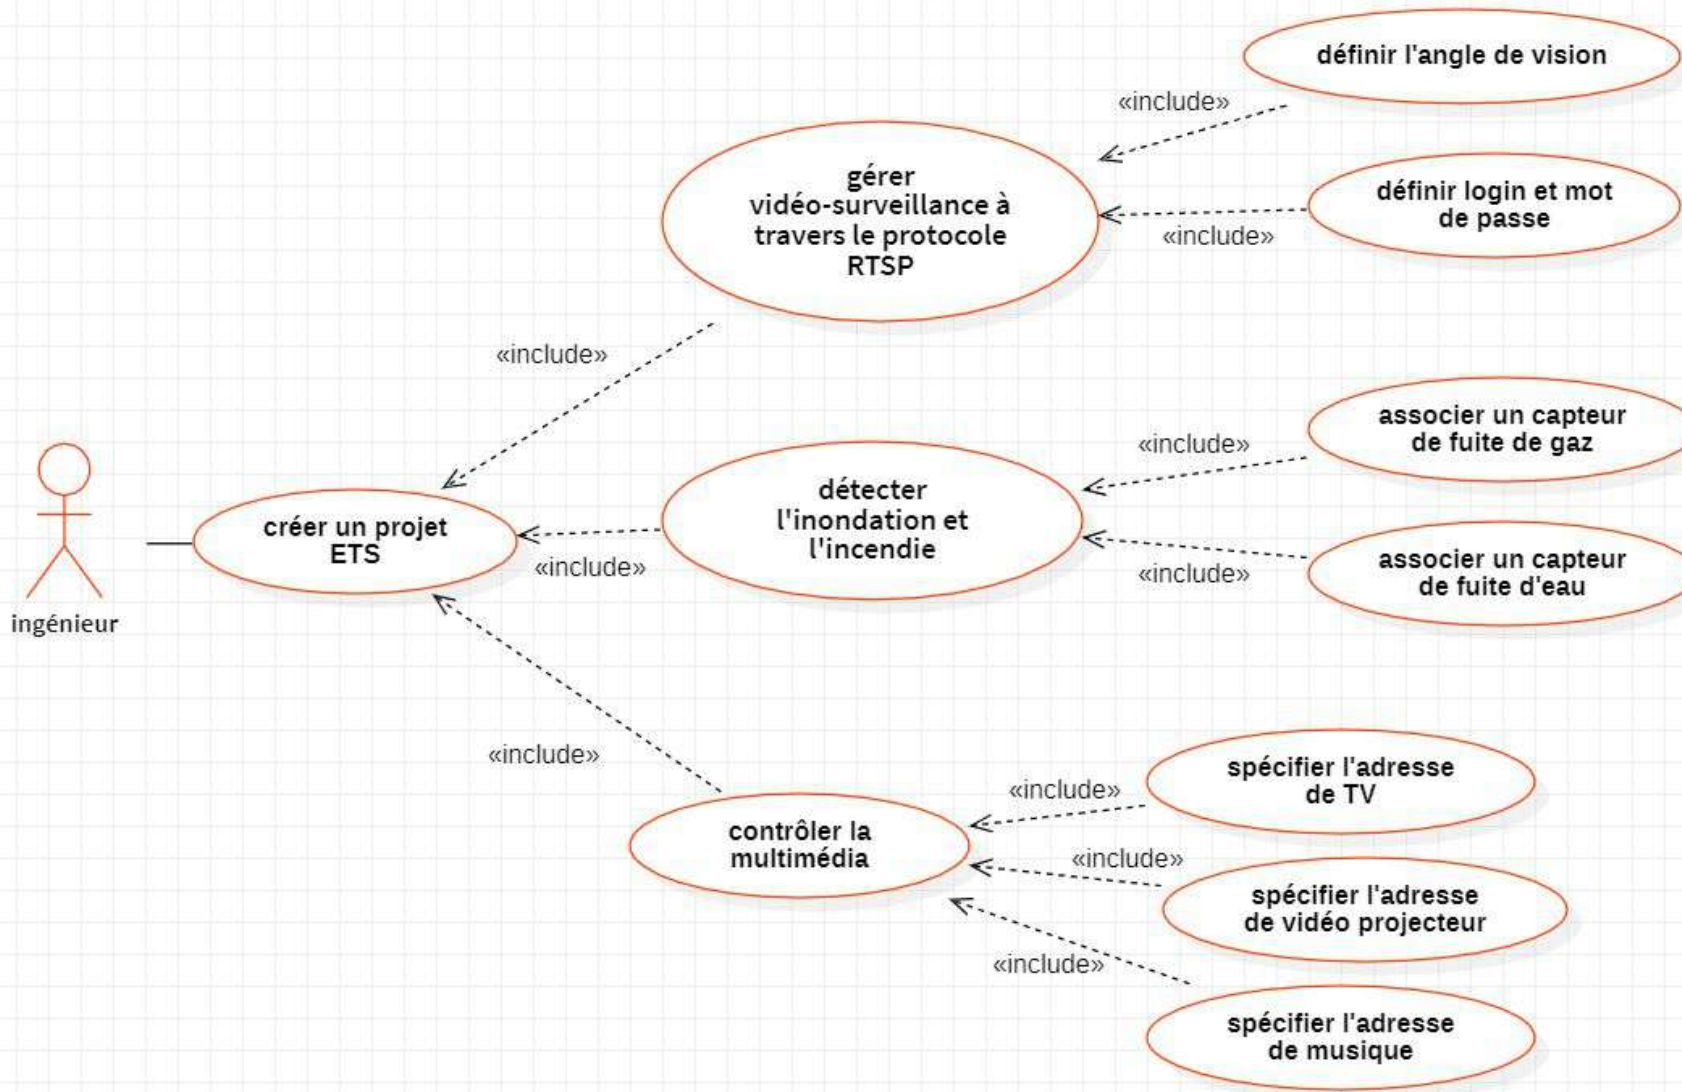 définir l'angle de vision
«include»
gérer
vidéo-surveillance à
travers le protocole
RTSP
définir login et mot
de passe
«include»
«include»
associer un capteur
de fuite de gaz
«include»
détecter
l'inondation et
l'incendie
créer un projet
ETS
«include»
associer un capteur
de fuite d'eau
«include»
ingénieur
«include»
spécifier l'adresse
de TV
«include»
contrôler la
multimédia
«include»
spécifier l'adresse
de vidéo projecteur
«include»
spécifier l'adresse
de musique